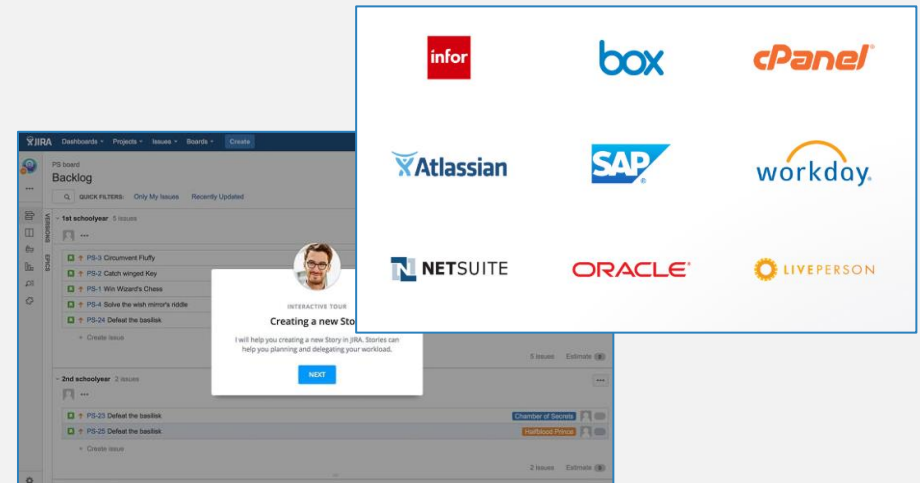 infor
box
cPanel®
Atlassian
SAP®
workday.
NETSUITE
ORACLE®
LIVEPERSON
JIRA Dashboards Projects Issues Boards Create
PS board
Backlog
QUICK FILTERS: Only My Issues Recently Updated
VERSIONS
EPICS
1st schoolyear 5 issues
PS-3 Circumvent Fluffy
PS-2 Catch winged Key
PS-1 Win Wizard's Chess
PS-4 Solve the wish mirror's riddle
PS-24 Defeat the basilisk
+ Create issue
5 issues Estimate 0
INTERACTIVE TOUR
Creating a new Sto
I will help you creating a new Story in JIRA. Stories can
help you planning and delegating your workload.
NEXT
2nd schoolyear 2 issues
PS-23 Defeat the basilisk Chamber of Secrets
PS-25 Defeat the basilisk Halfblood Prince
+ Create issue
2 issues Estimate 0